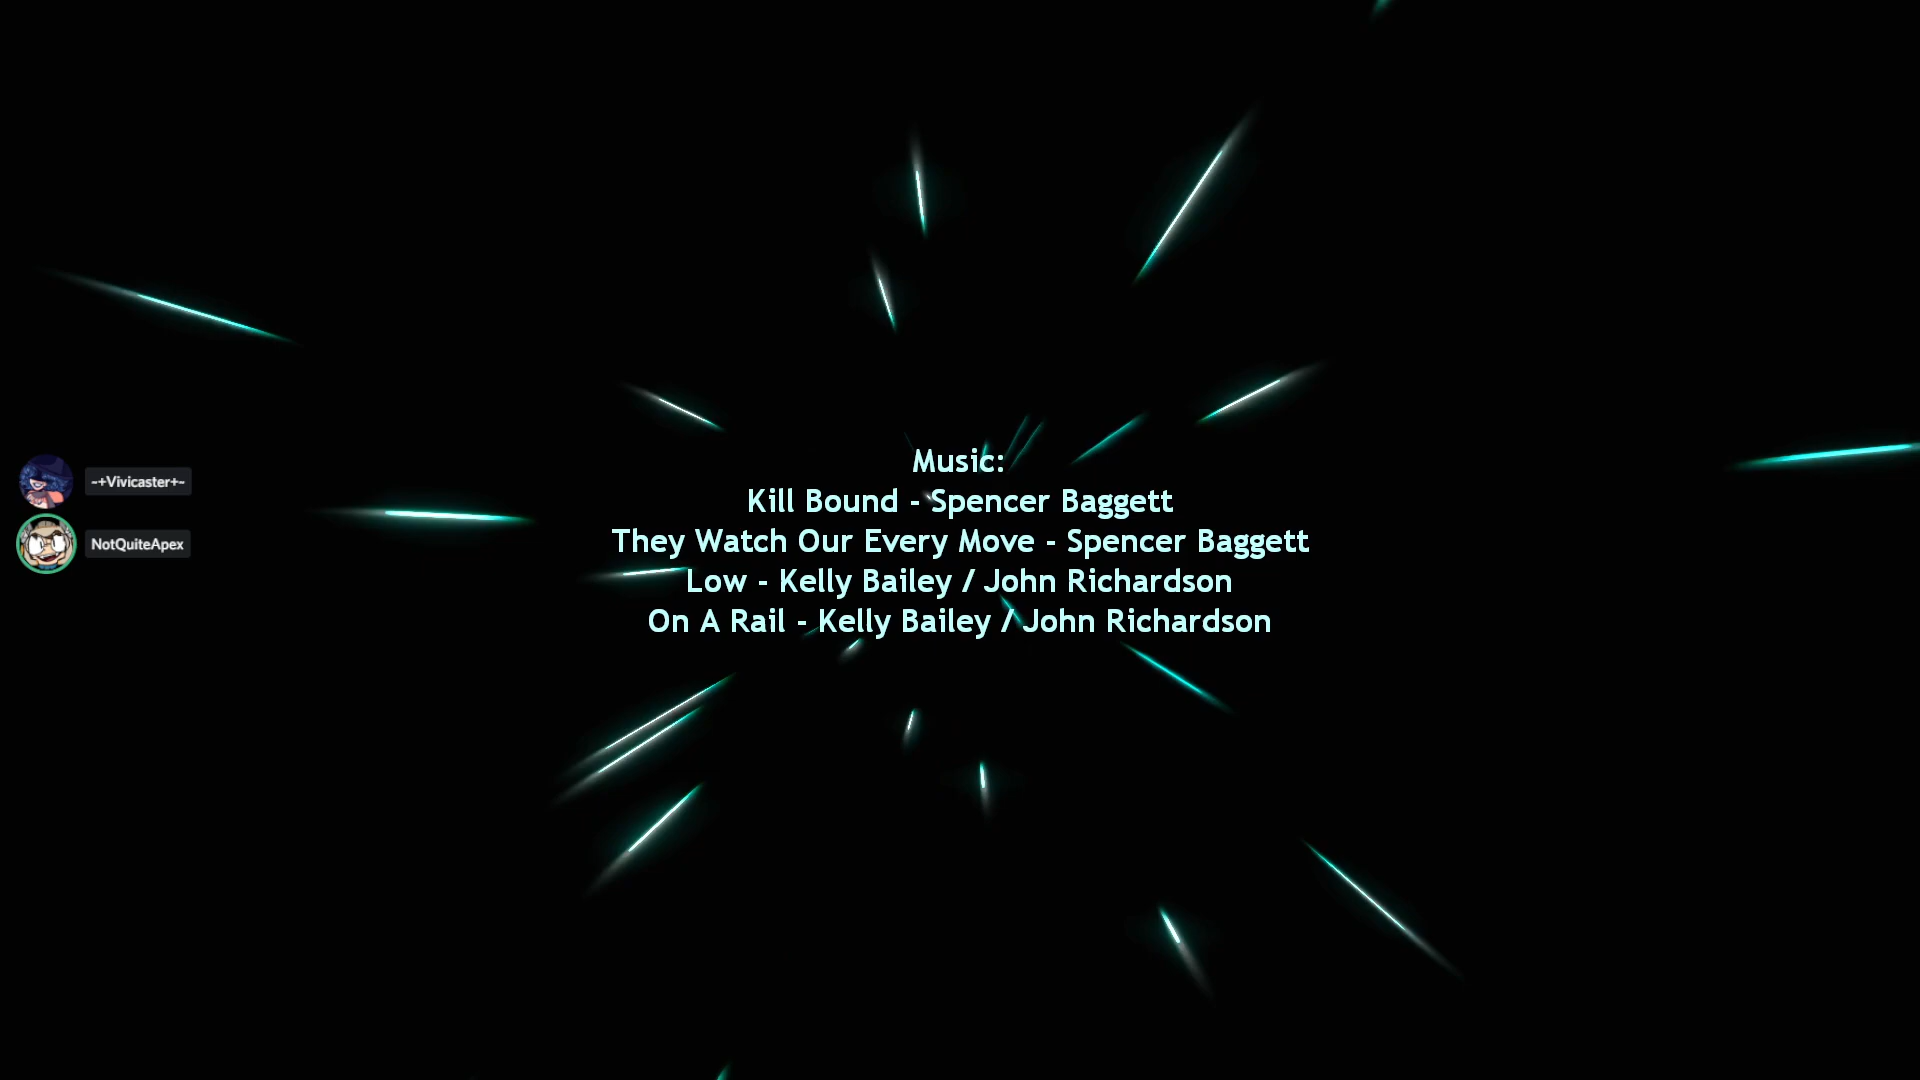 ~+Vivicaster+~
NotQuiteApex
Music:
Kill Bound - Spencer Baggett
They Watch Our Every Move - Spencer Baggett
Low - Kelly Bailey / John Richardson
On A Rail - Kelly Bailey / John Richardson